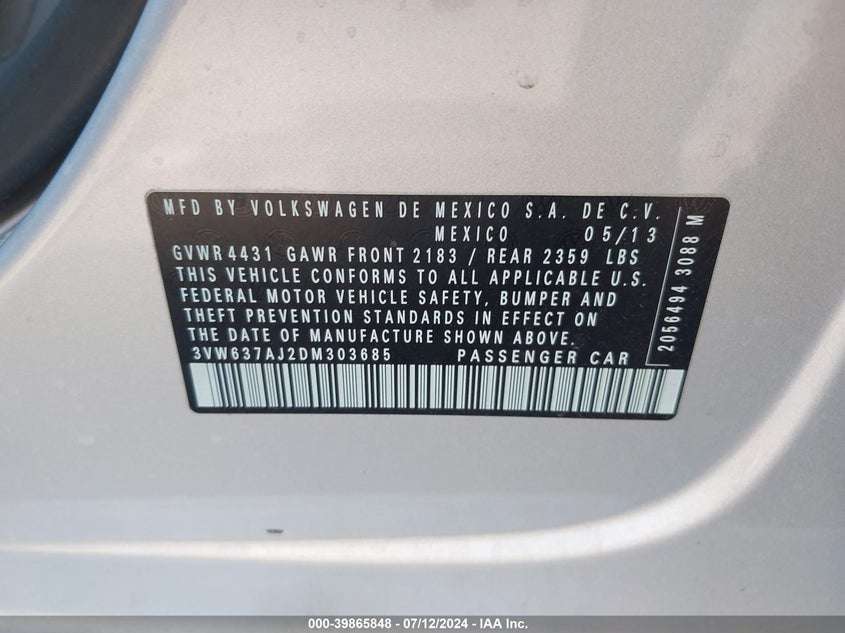 MFD BY VOLKSWAGEN DE MEXICO S.A. DE C.V.
MEXICO 05/13
GVWR 4431 GAWR FRONT 2183 / REAR 2359 LBS
THIS VEHICLE CONFORMS TO ALL APPLICABLE U.S.
FEDERAL MOTOR VEHICLE SAFETY, BUMPER AND
THEFT PREVENTION STANDARDS IN EFFECT ON
THE DATE OF MANUFACTURE SHOWN ABOVE.
3VW637AJ2DM303685 PASSENGER CAR
2056494 3088 M
000-39865848 - 07/12/2024 - IAA Inc.